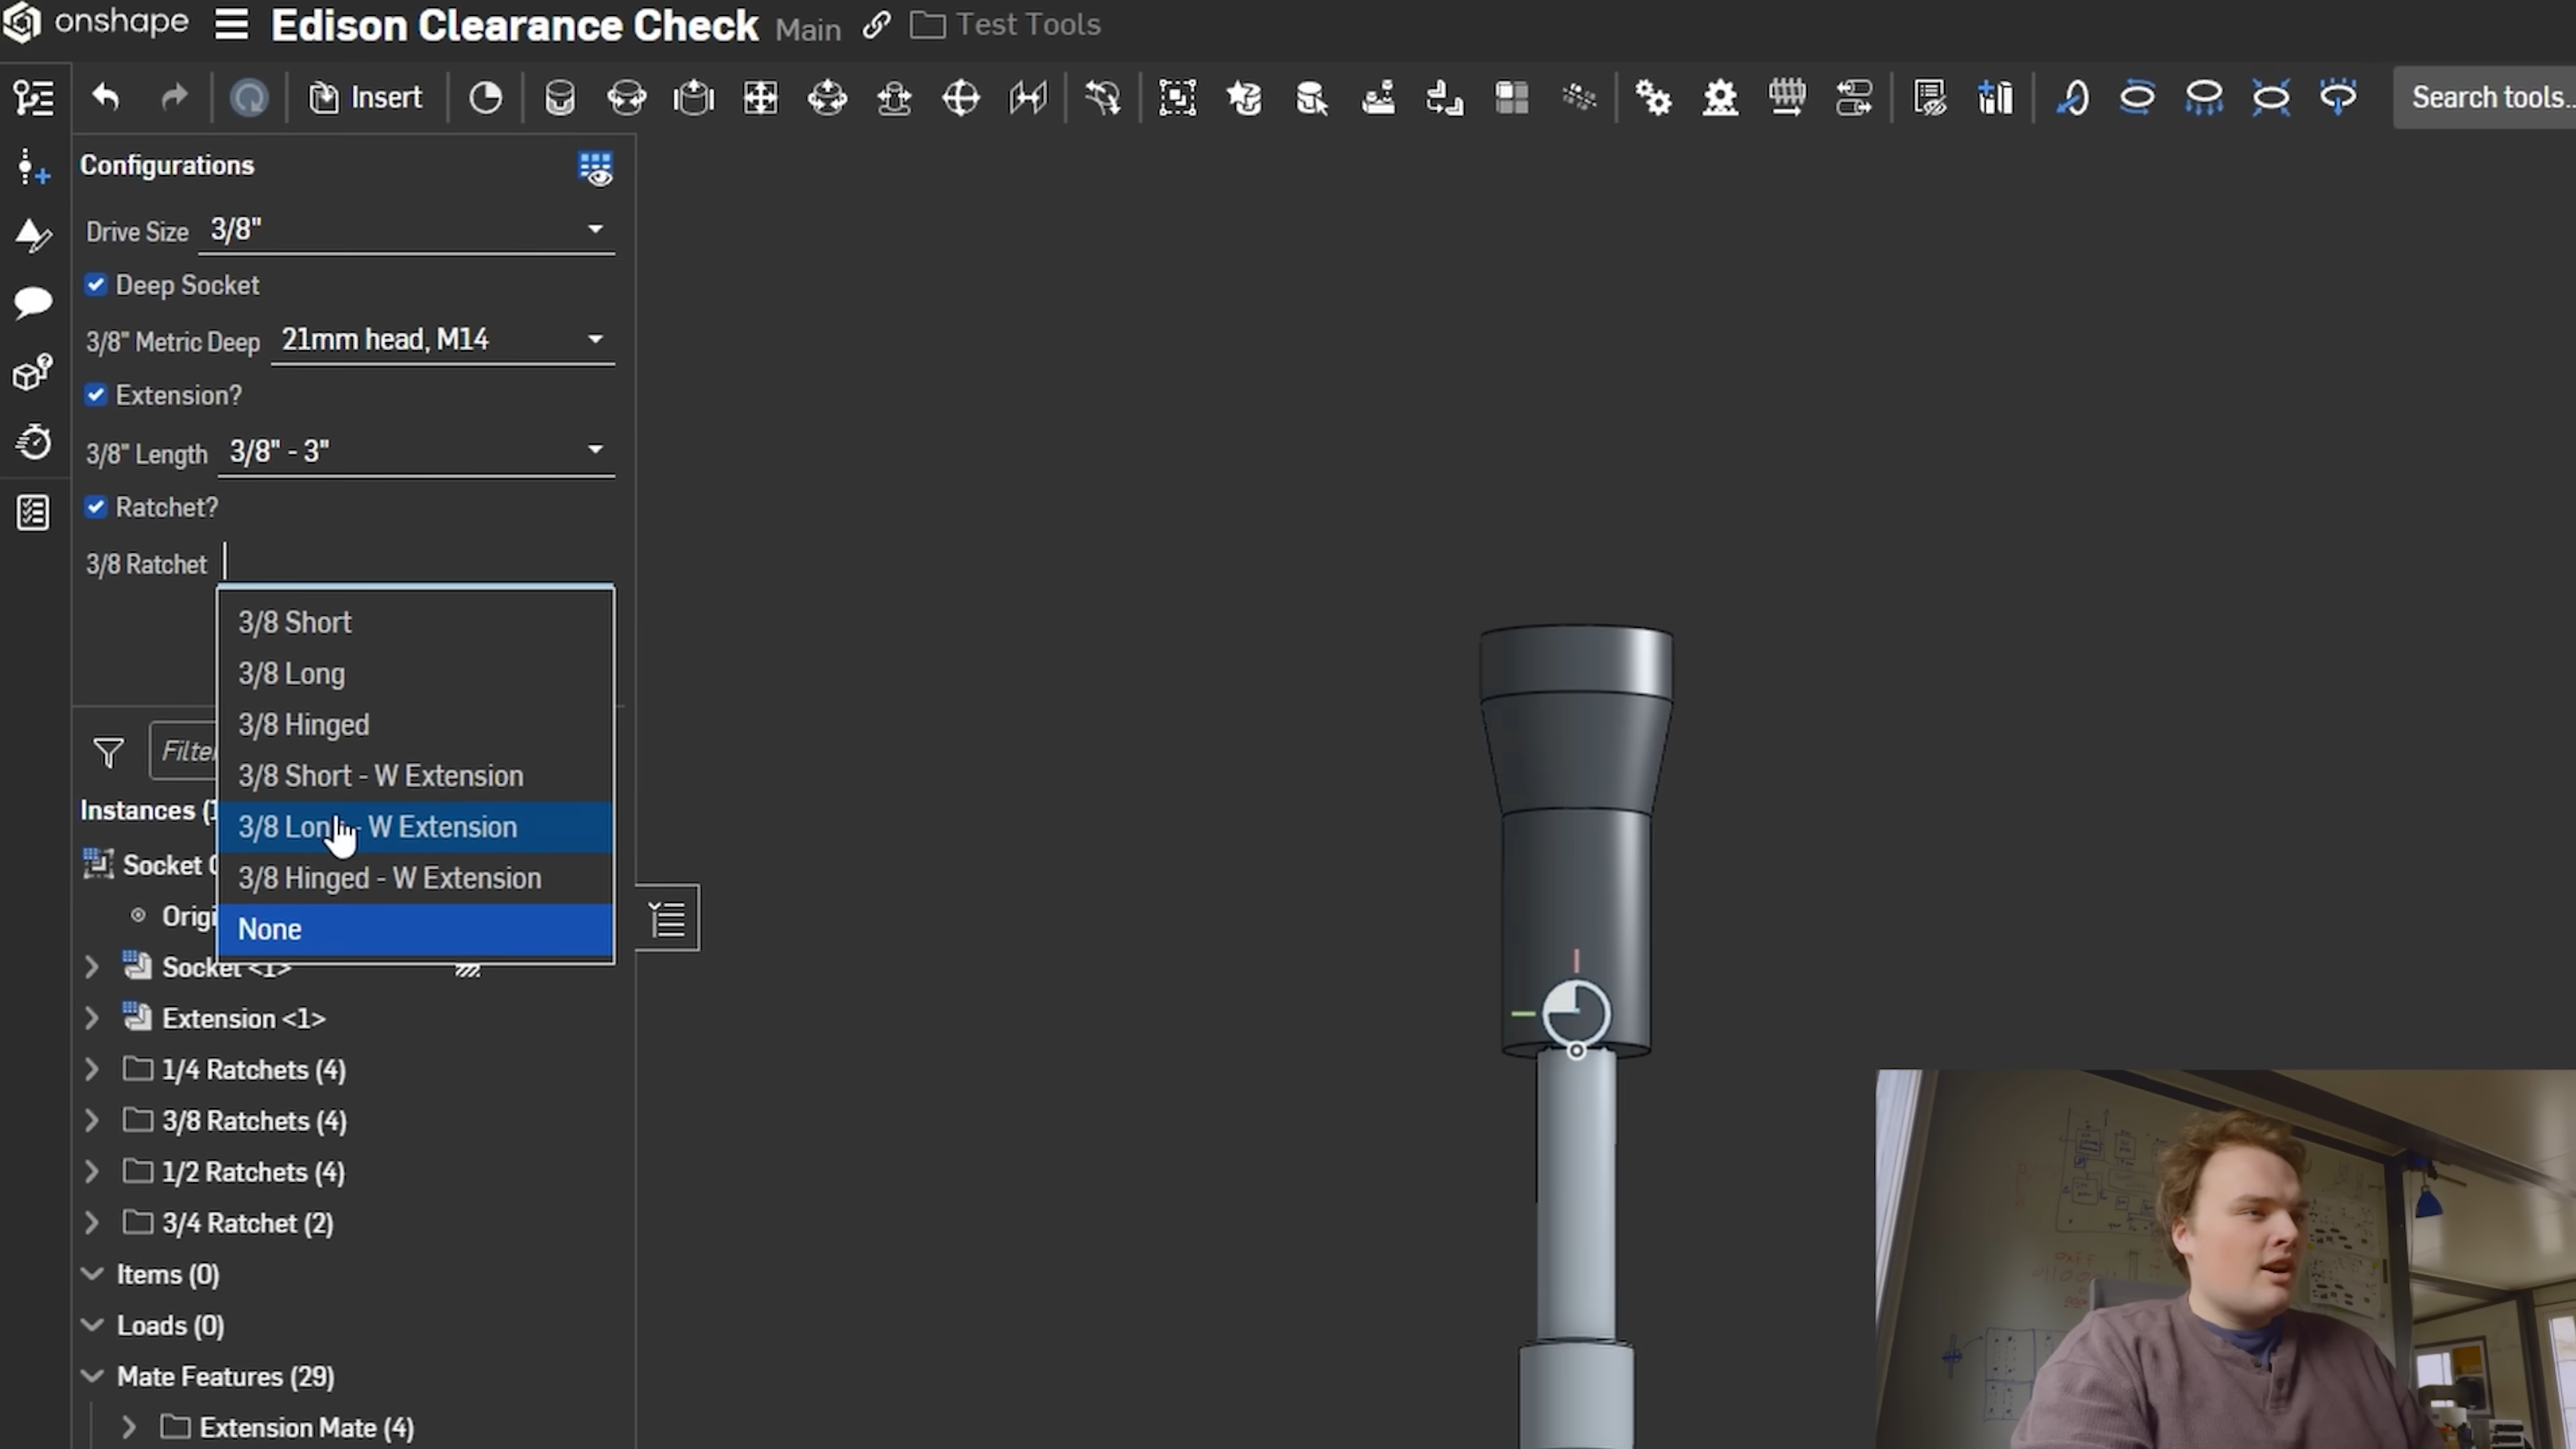 onshape Edison Clearance Check Main Test Tools
Insert Search tools...
Configurations
Drive Size 3/8"
Deep Socket
3/8" Metric Deep 21mm head, M14
Extension?
3/8" Length 3/8" - 3"
Ratchet?
3/8 Ratchet
3/8 Short
3/8 Long
3/8 Hinged
3/8 Short - W Extension
3/8 Long - W Extension
3/8 Hinged - W Extension
None
Filter
Instances (1
Socket
Origi
Socket <1>
Extension <1>
1/4 Ratchets (4)
3/8 Ratchets (4)
1/2 Ratchets (4)
3/4 Ratchet (2)
Items (0)
Loads (0)
Mate Features (29)
Extension Mate (4)